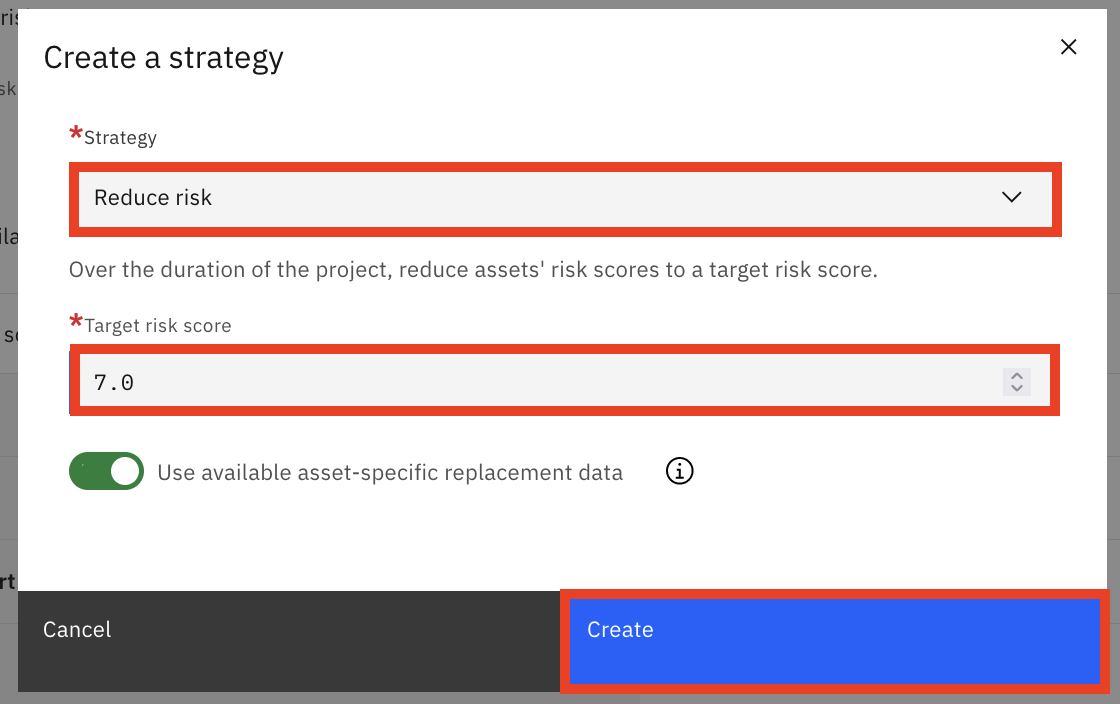 Create a strategy
*Strategy
Reduce risk
Over the duration of the project, reduce assets' risk scores to a target risk score.
*Target risk score
7.0
Use available asset-specific replacement data
Cancel
Create